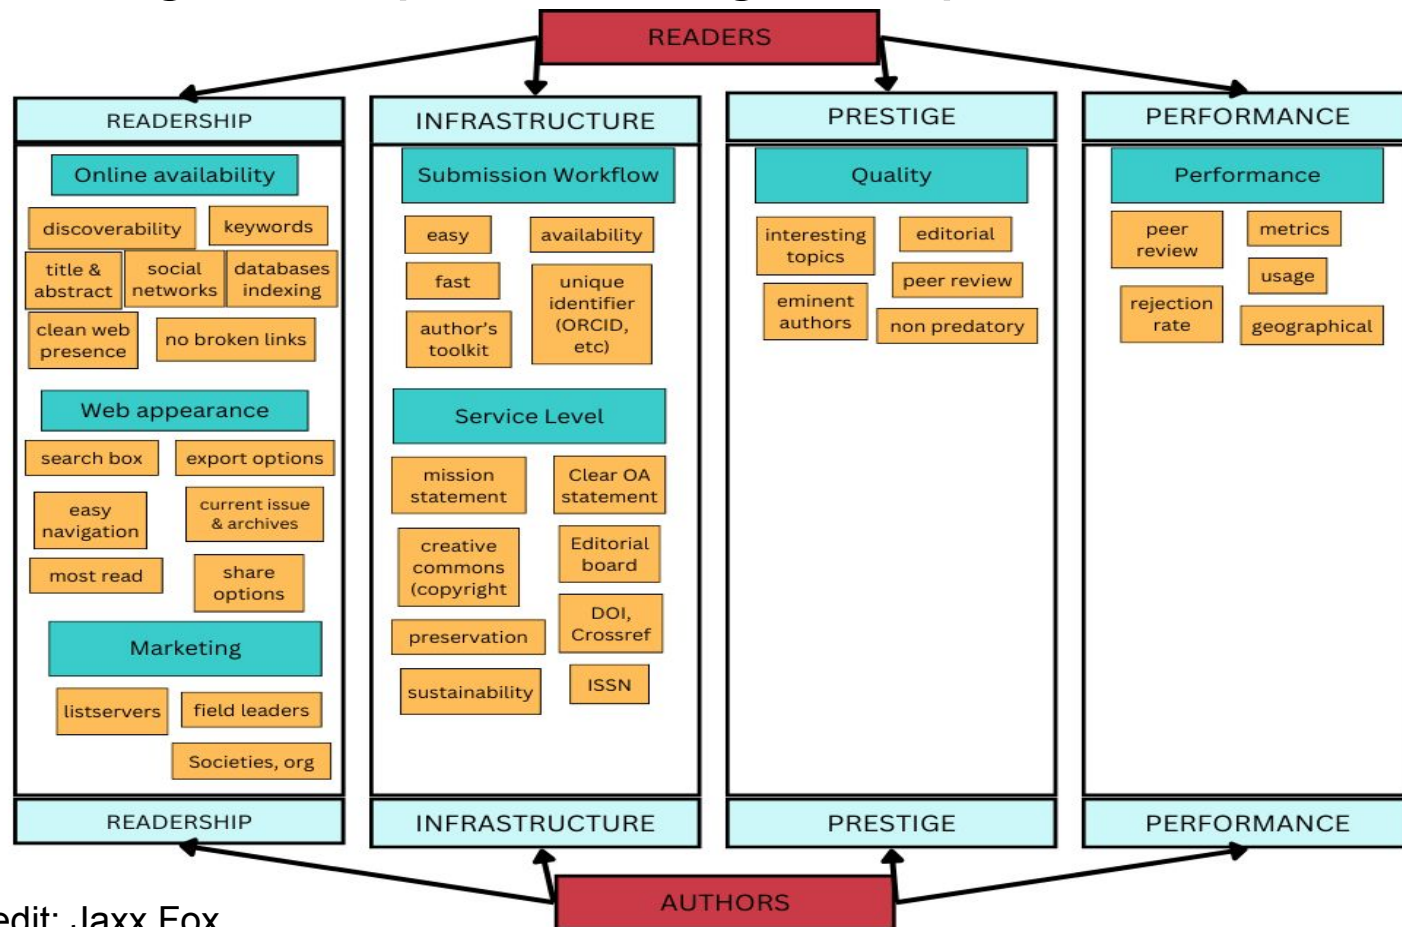 READERS
READERSHIP
Online availability
discoverability
keywords
title &
abstract
social
networks
databases
indexing
clean web
presence
no broken links
Web appearance
search box
export options
easy
navigation
current issue
& archives
most read
share
options
Marketing
listservers
field leaders
Societies, org
READERSHIP
INFRASTRUCTURE
Submission Workflow
easy
availability
fast
unique
identifier
(ORCID,
etc)
author's
toolkit
Service Level
mission
statement
Clear OA
statement
creative
commons
(copyright
Editorial
board
DOI,
Crossref
preservation
sustainability
ISSN
INFRASTRUCTURE
PRESTIGE
Quality
interesting
topics
editorial
peer review
eminent
authors
non predatory
PRESTIGE
PERFORMANCE
Performance
peer
review
metrics
usage
rejection
rate
geographical
PERFORMANCE
AUTHORS
edit: Jaxx Fox